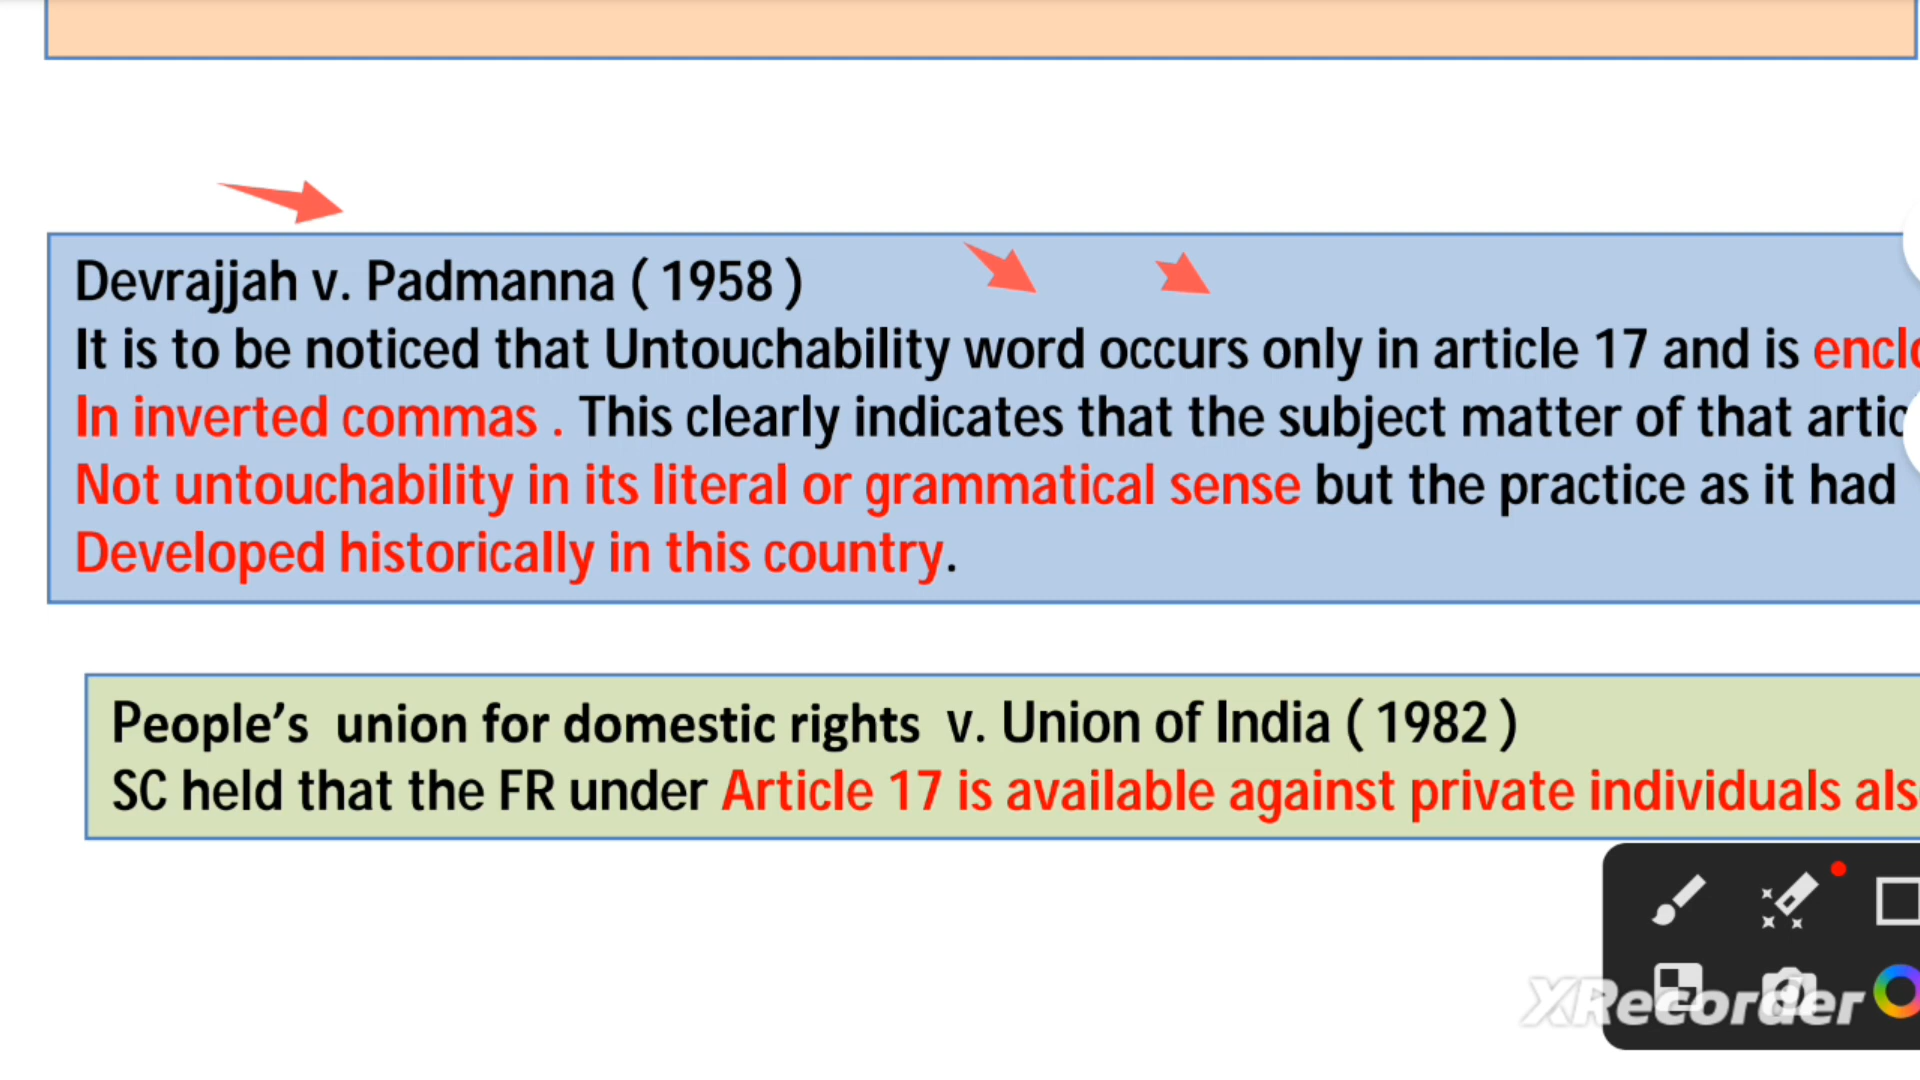 Devrajjah v. Padmanna ( 1958 )
It is to be noticed that Untouchability word occurs only in article 17 and is
In inverted commas . This clearly indicates that the subject matter of that
Not untouchability in its literal or grammatical sense but the practice as it had
Developed historically in this country.
People's union for domestic rights v. Union of India ( 1982 )
SC held that the FR under Article 17 is available against private individuals
XRecorder